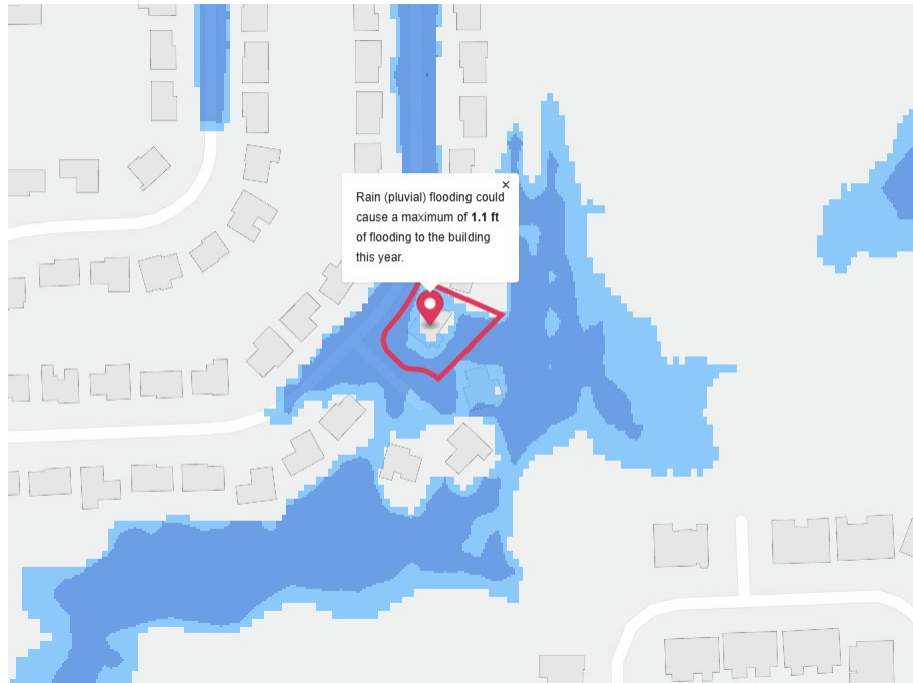 ×
Rain (pluvial) flooding could
cause a maximum of 1.1 ft
of flooding to the building
this year.